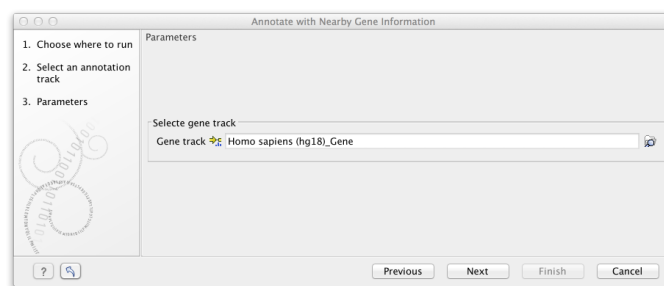 Annotate with Nearby Gene Information
1. Choose where to run
2. Select an annotation
track
3. Parameters
Parameters
Selecte gene track
Gene track Homo sapiens (hg18)_Gene
? Previous Next Finish Cancel